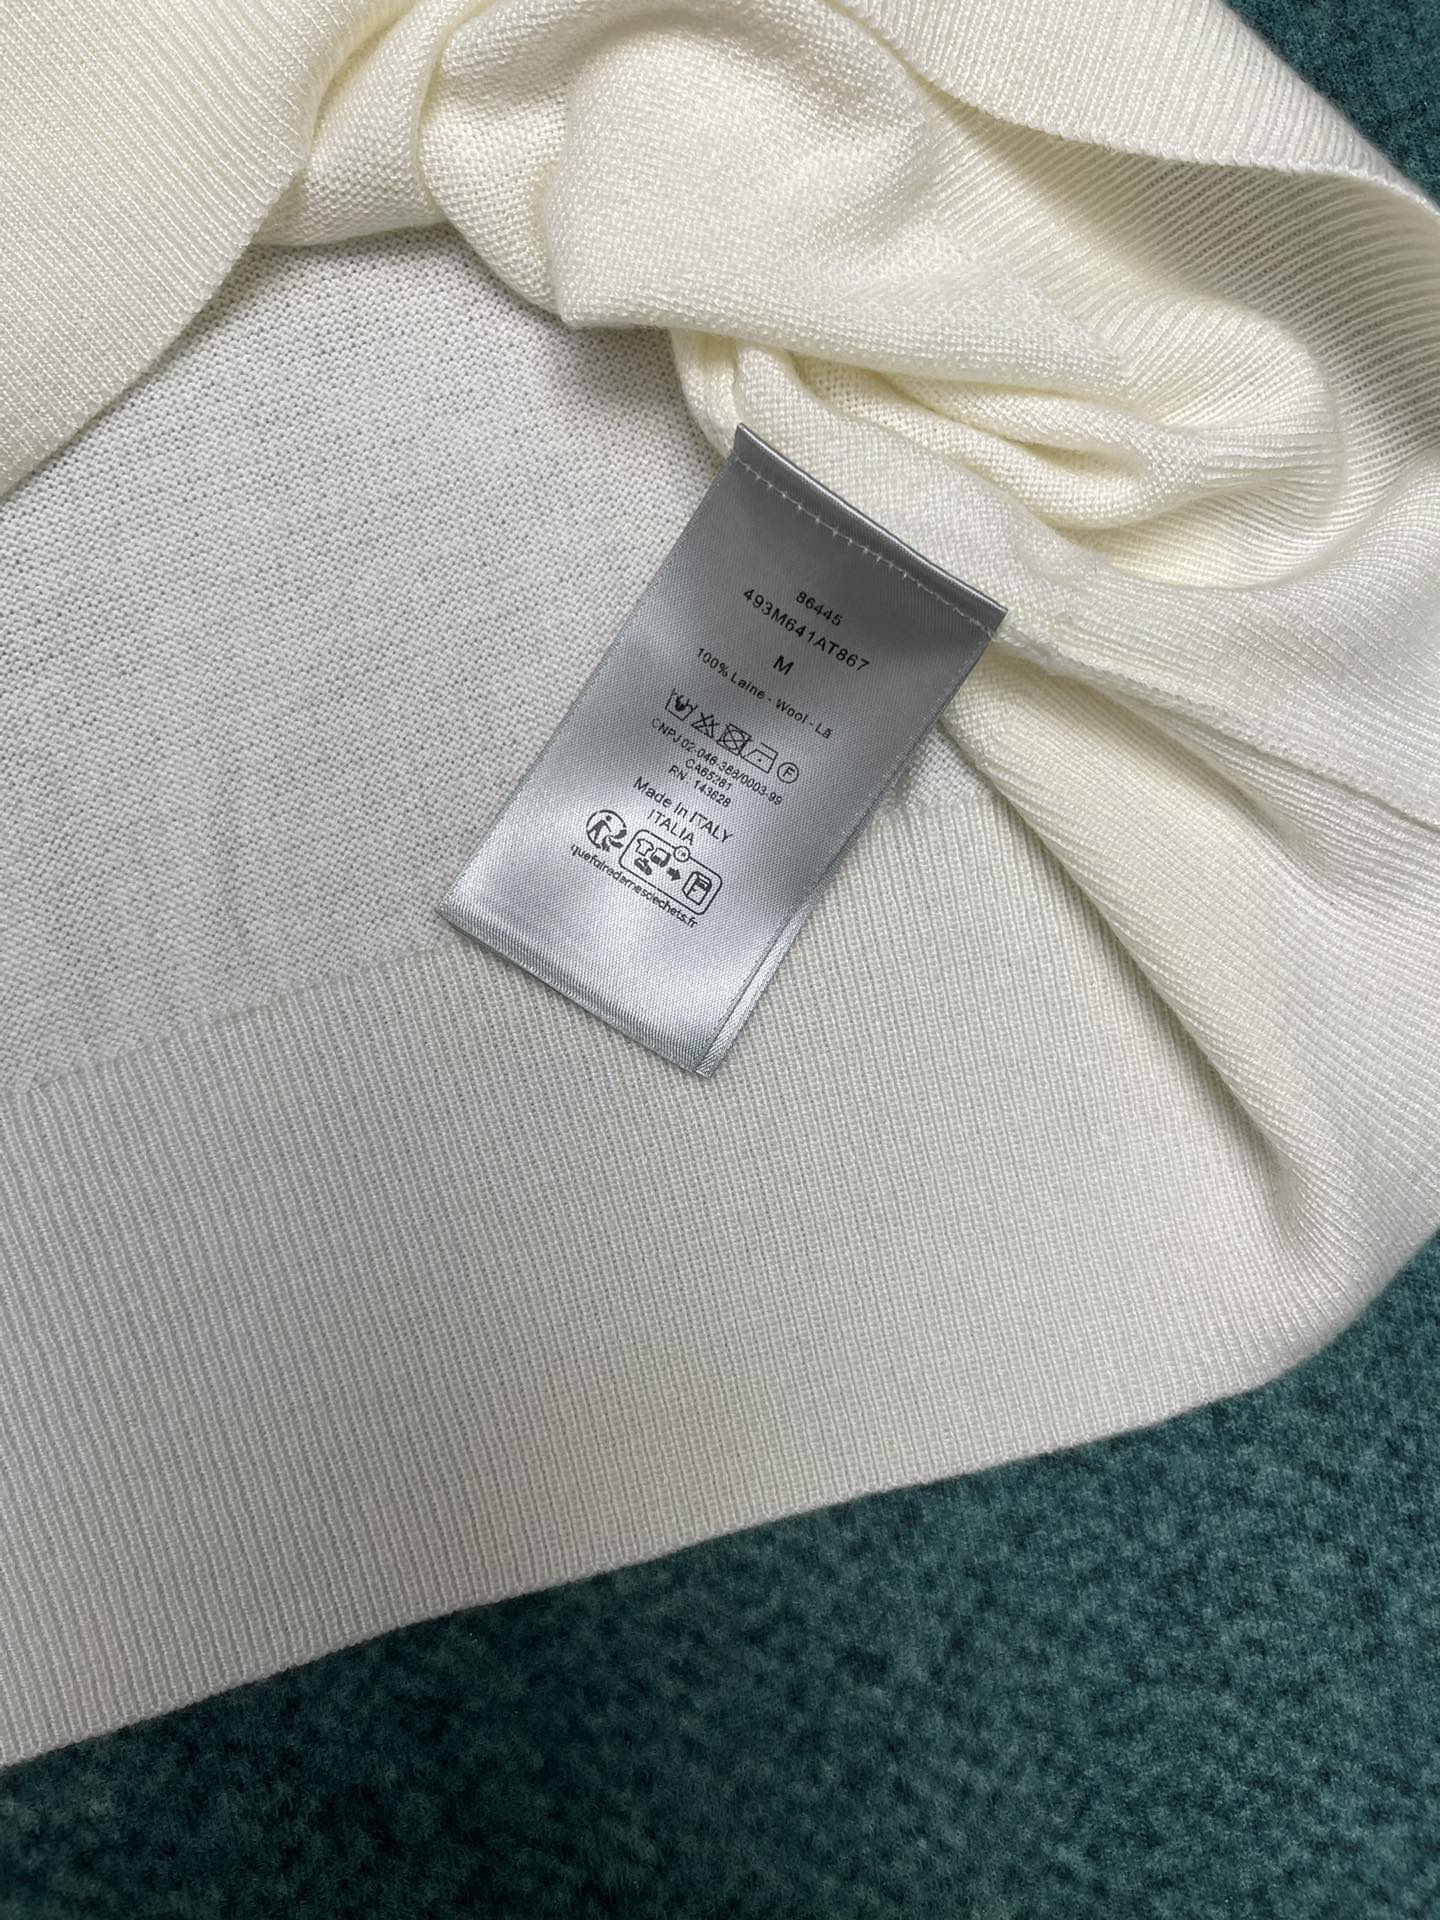 86445
493M641AT867
M
100% Laine - Wool - Lã
CNPJ 02-046-388/0003-99
CA65281
RN: 143628
Made In ITALY
ITALIA
quefairedemesdechets.fr